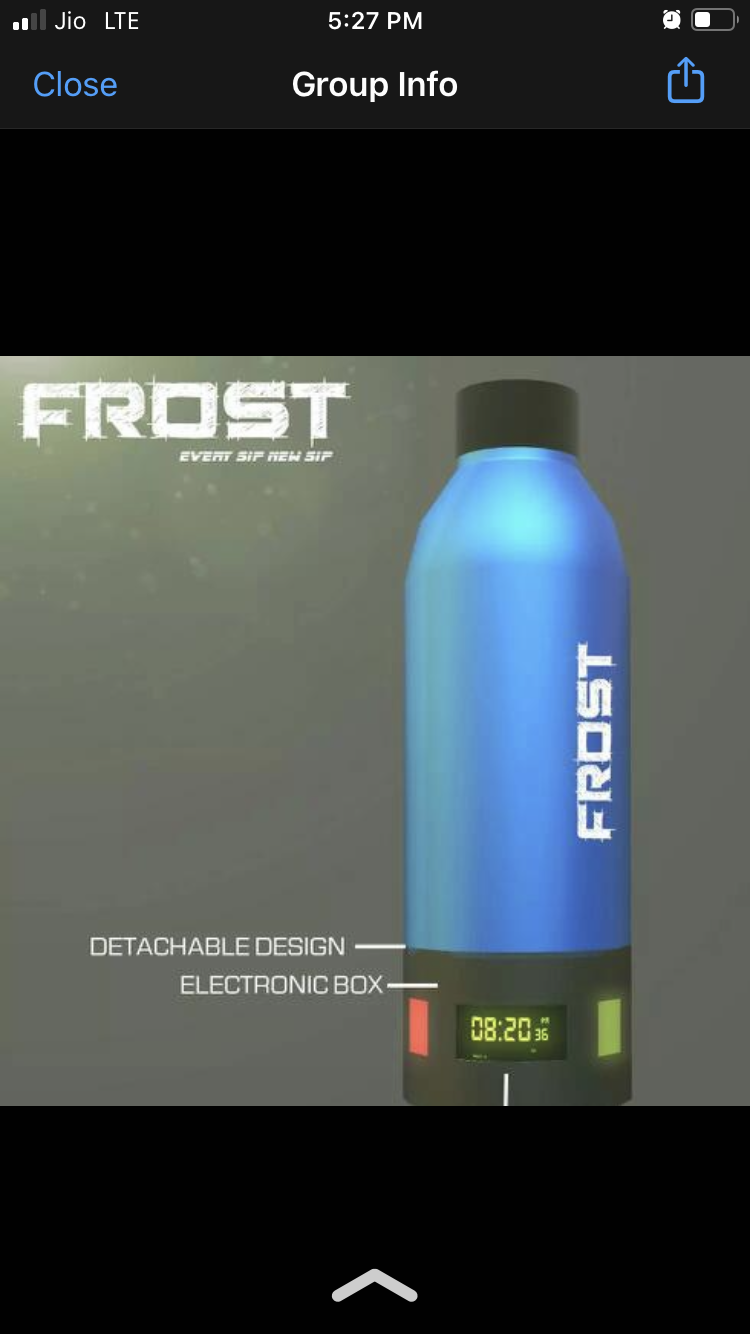 Jio LTE 5:27 PM
Close Group Info
FROST
EVERY SIP NEW SIP
FROST
DETACHABLE DESIGN
ELECTRONIC BOX
08:20 36